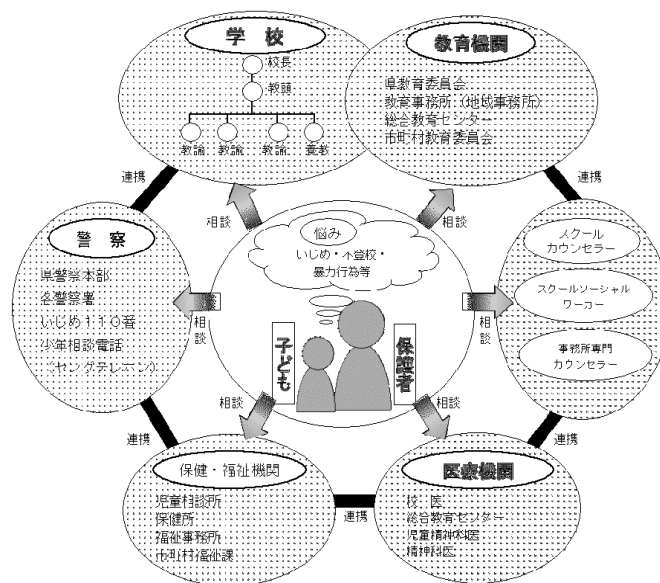 学 校
校長
教頭
教諭 教諭 教諭 養教
教育機関
県教育委員会
教育事務所（地域事務所）
総合教育センター
市町村教育委員会
連携
連携
相談
相談
警 察
県警察本部
各警察署
いじめ１１０番
少年相談電話
（ヤングテレホン）
相談
悩み
いじめ・不登校・
暴力行為等
子ども
保護者
相談
スクール
カウンセラー
スクールソーシャル
ワーカー
事務所専門
カウンセラー
相談
相談
連携
連携
保健・福祉機関
児童相談所
保健所
福祉事務所
市町村福祉課
連携
医療機関
校 医
総合教育センター
児童精神科医
精神科医